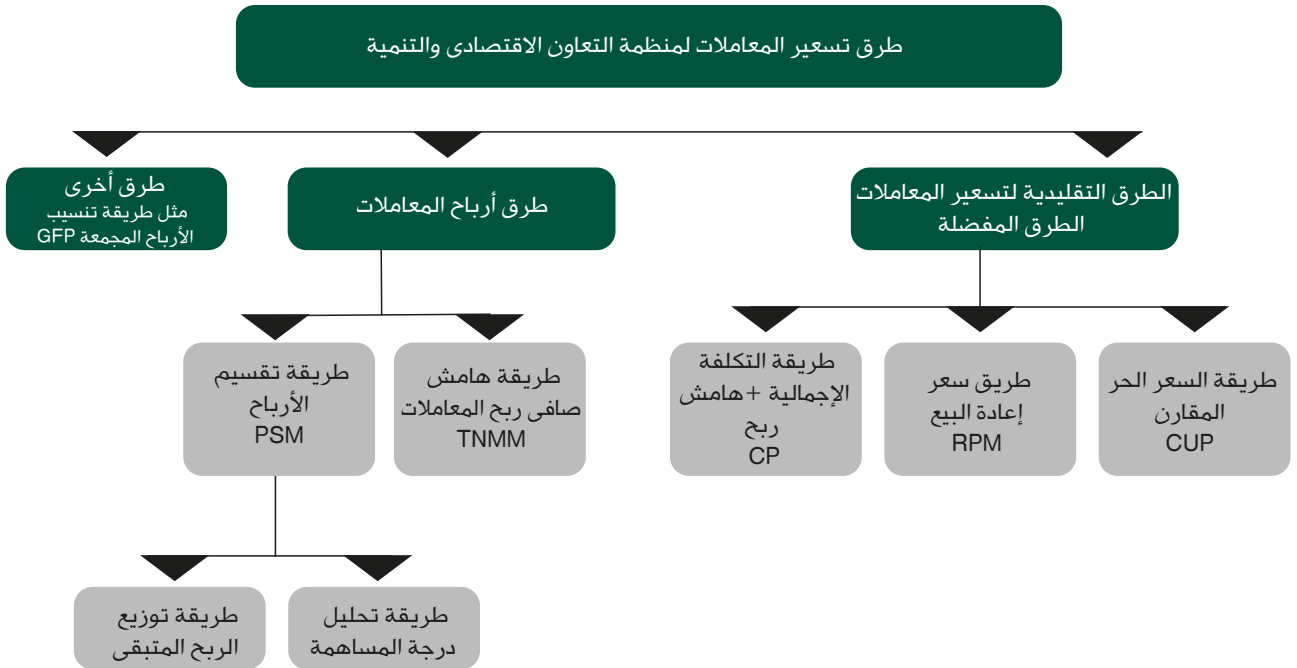 طرق تسعير المعاملات لمنظمة التعاون الاقتصادى والتنمية
الطرق التقليدية لتسعير المعاملات
الطرق المفضلة
طرق أرباح المعاملات
طرق أخرى
مثل طريقة تنسيب
الأرباح المجمعة GFP
طريقة السعر الحر
المقارن
CUP
طريق سعر
إعادة البيع
RPM
طريقة التكلفة
الإجمالية +هامش
ربح
CP
طريقة هامش
صافى ربح المعاملات
TNMM
طريقة تقسيم
الأرباح
PSM
طريقة تحليل
درجة المساهمة
طريقة توزيع
الربح المتبقى